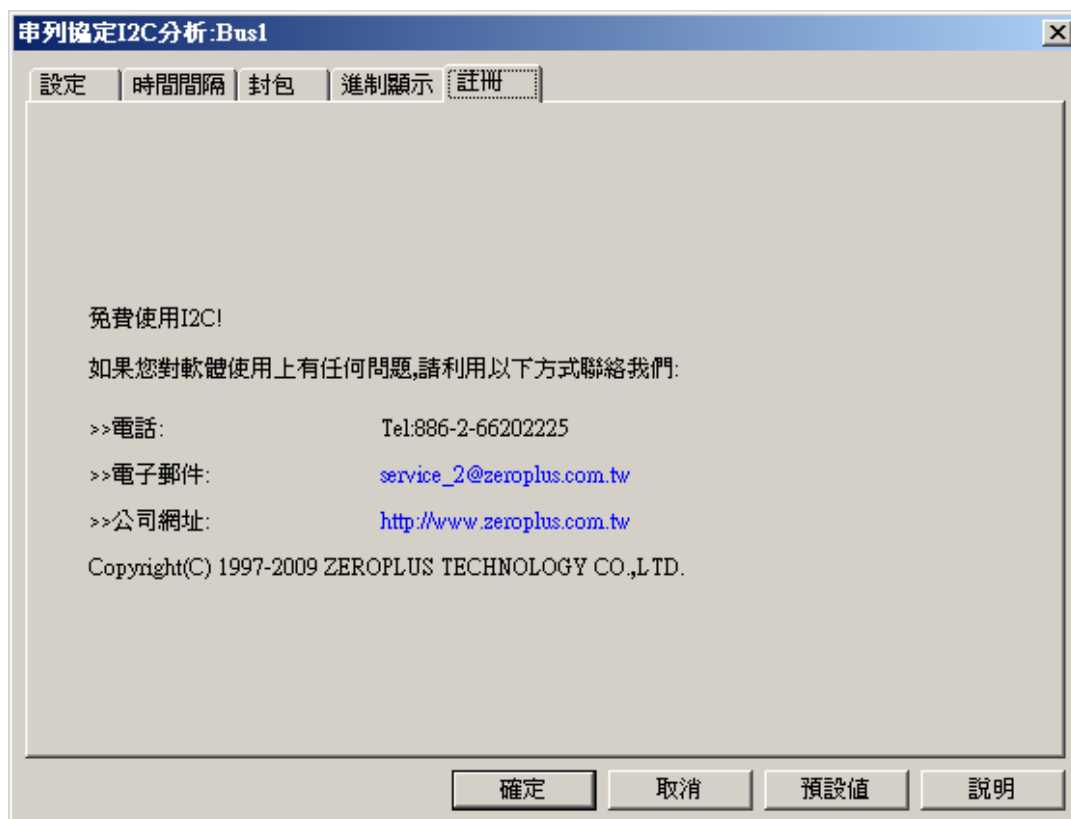 串列協定I2C分析:Bus1
設定 時間間隔 封包 進制顯示 註冊
免費使用I2C!
如果您對軟體使用上有任何問題,請利用以下方式聯絡我們:
>>電話: Tel:886-2-66202225
>>電子郵件: service_2@zeroplus.com.tw
>>公司網址: http://www.zeroplus.com.tw
Copyright(C) 1997-2009 ZEROPLUS TECHNOLOGY CO.,LTD.
確定 取消 預設值 說明